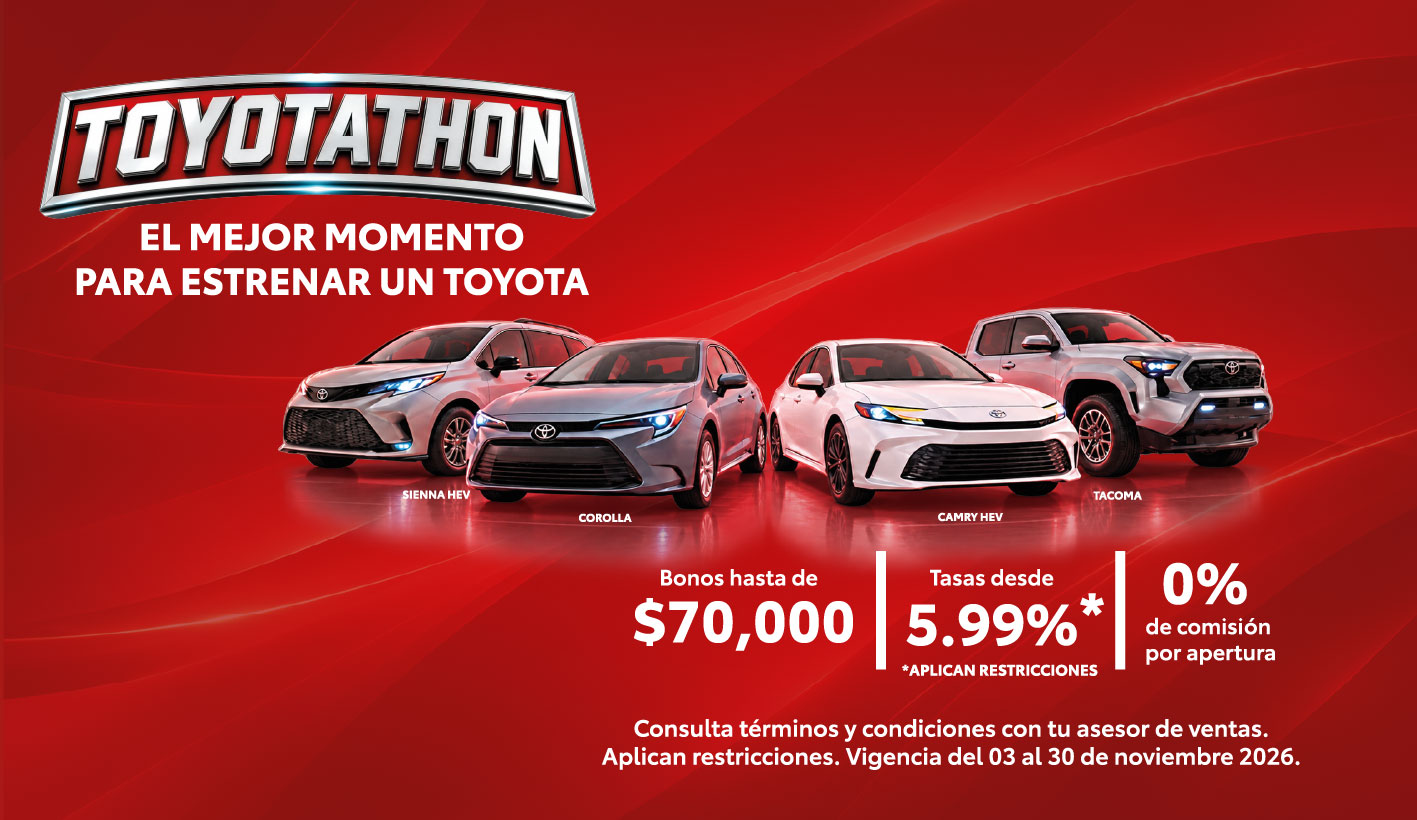 TOYOTATHON
EL MEJOR MOMENTO
PARA ESTRENAR UN TOYOTA
SIENNA HEV
COROLLA
CAMRY HEV
TACOMA
Bonos hasta de
$70,000
Tasas desde
5.99%*
*APLICAN RESTRICCIONES
0%
de comisión
por apertura
Consulta términos y condiciones con tu asesor de ventas.
Aplican restricciones. Vigencia del 03 al 30 de noviembre 2026.